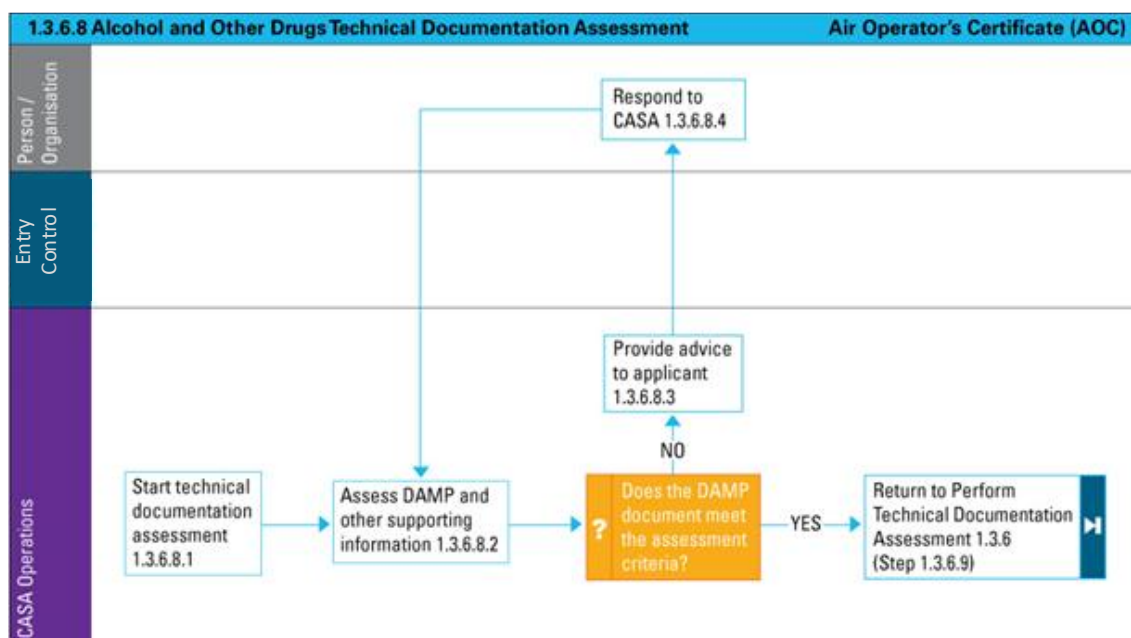 1.3.6.8 Alcohol and Other Drugs Technical Documentation Assessment
Air Operator's Certificate (AOC)
Person /
Organisation
Respond to
CASA 1.3.6.8.4
Entry
Control
CASA Operations
Provide advice
to applicant
1.3.6.8.3
NO
Start technical
documentation
assessment
1.3.6.8.1
Assess DAMP and
other supporting
information 1.3.6.8.2
?
Does the DAMP
document meet
the assessment
criteria?
YES
Return to Perform
Technical Documentation
Assessment 1.3.6
(Step 1.3.6.9)